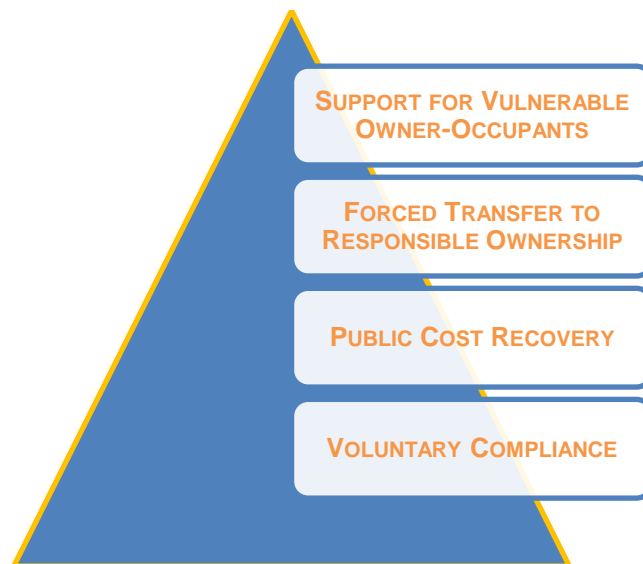 SUPPORT FOR VULNERABLE
OWNER-OCCUPANTS
FORCED TRANSFER TO
RESPONSIBLE OWNERSHIP
PUBLIC COST RECOVERY
VOLUNTARY COMPLIANCE